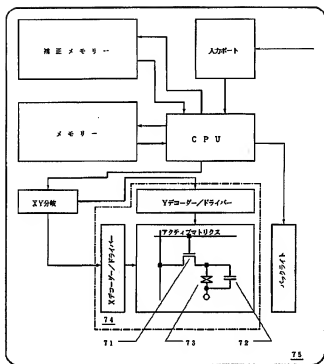 補正メモリー
入力ポート
メモリー
CPU
XY分岐
Yデコーダー/ドライバー
アクティブマトリクス
Xデコーダー/ドライバー
バックライト
74
71
73
72
75